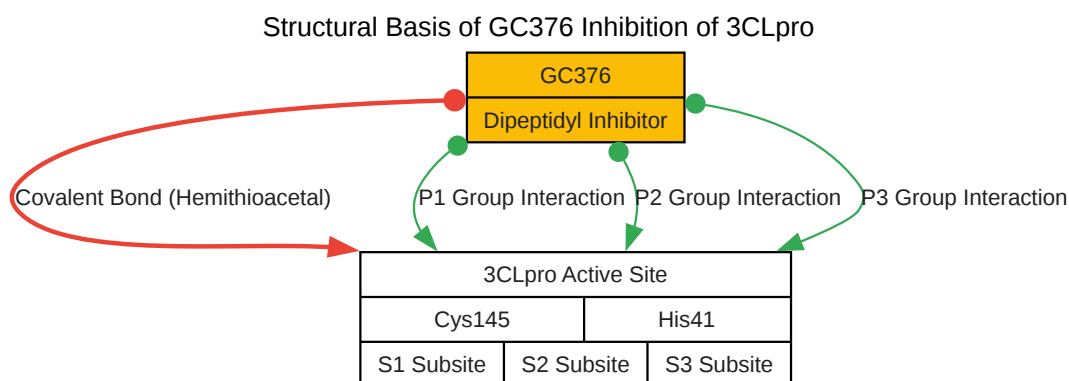 Structural Basis of GC376 Inhibition of 3CLpro
GC376
Dipeptidyl Inhibitor
Covalent Bond (Hemithioacetal)
P1 Group Interaction
P2 Group Interaction
P3 Group Interaction
3CLpro Active Site
Cys145
His41
S1 Subsite
S2 Subsite
S3 Subsite